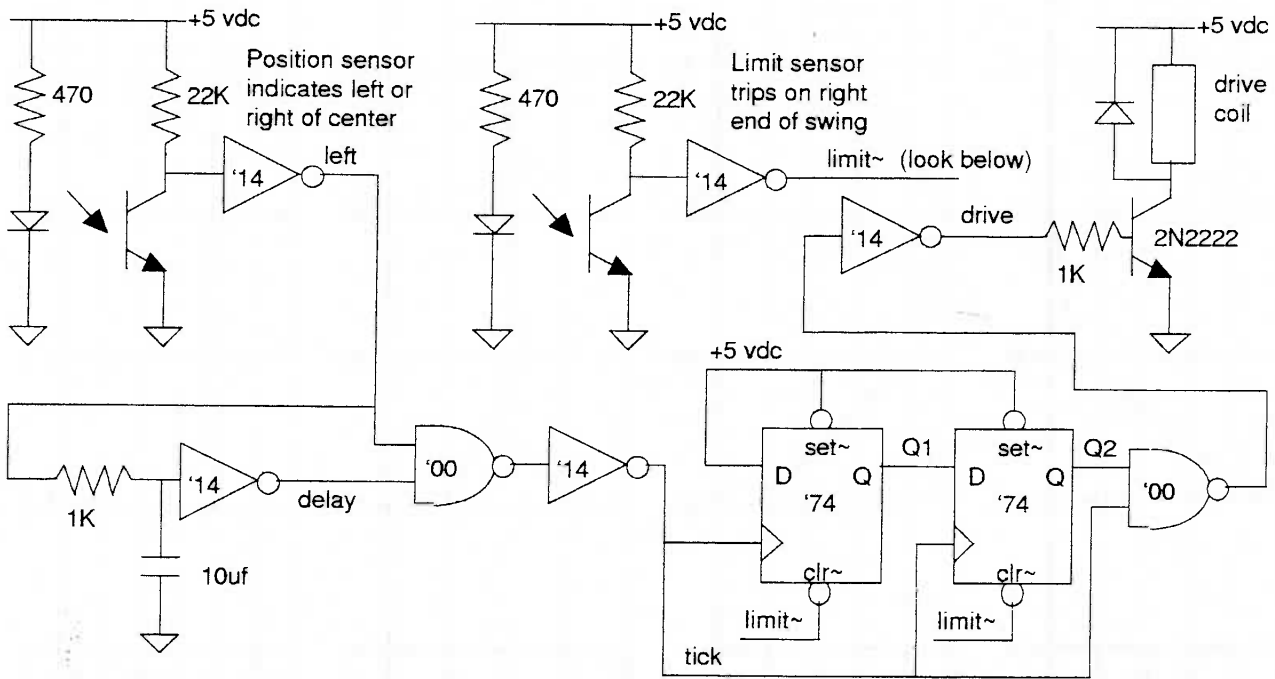 +5 vdc
470
22K
Position sensor
indicates left or
right of center
'14
left
+5 vdc
470
22K
Limit sensor
trips on right
end of swing
'14
limit~ (look below)
+5 vdc
drive
coil
'14
drive
1K
2N2222
1K
'14
delay
10uf
'00
'14
+5 vdc
set~
D
Q
'74
clr~
limit~
Q1
set~
D
Q
'74
clr~
limit~
Q2
'00
tick